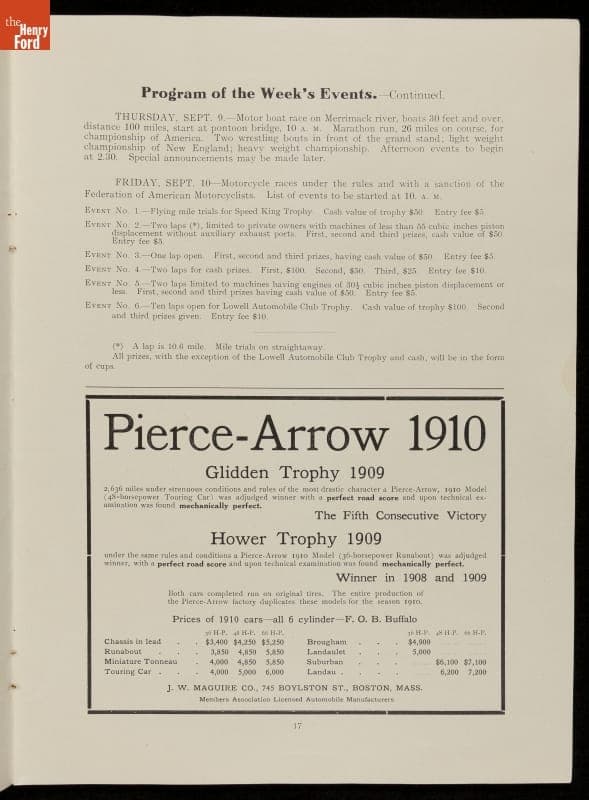 the
Henry
Ford
Program of the Week's Events.—Continued.
THURSDAY, SEPT. 9.—Motor boat race on Merrimack river, boats 30 feet and over,
distance 100 miles, start at pontoon bridge, 10 A. M. Marathon run, 26 miles on course, for
championship of America. Two wrestling bouts in front of the grand stand; light weight
championship of New England; heavy weight championship. Afternoon events to begin
at 2.30. Special announcements may be made later.
FRIDAY, SEPT. 10—Motorcycle races under the rules and with a sanction of the
Federation of American Motorcyclists. List of events to be started at 10. A. M.
EVENT NO. 1—Flying mile trials for Speed King Trophy. Cash value of trophy $50 Entry fee $5.
EVENT NO. 2.—Two laps (*), limited to private owners with machines of less than 55 cubic inches piston
displacement without auxiliary exhaust ports. First, second and third prizes, cash value of $50
Entry fee $5.
EVENT NO. 3.—One lap open. First, second and third prizes, having cash value of $50. Entry fee $5
EVENT NO. 4.—Two laps for cash prizes. First, $100. Second, $50. Third, $25 Entry fee $10.
EVENT NO. 5.—Two laps limited to machines having engines of 30½ cubic inches piston displacement or
less. First, second and third prizes having cash value of $50. Entry fee $5.
EVENT NO. 6.—Ten laps open for Lowell Automobile Club Trophy. Cash value of trophy $100. Second
and third prizes given. Entry fee $10.
(*) A lap is 10.6 mile. Mile trials on straightaway.
All prizes, with the exception of the Lowell Automobile Club Trophy and cash, will be in the form
of cups.
Pierce-Arrow 1910
Glidden Trophy 1909
2,636 miles under strenuous conditions and rules of the most drastic character a Pierce-Arrow, 1910 Model
(48-horsepower Touring Car) was adjudged winner with a perfect road score and upon technical ex-
amination was found mechanically perfect.
The Fifth Consecutive Victory
Hower Trophy 1909
under the same rules and conditions a Pierce-Arrow 1910 Model (36-horsepower Runabout) was adjudged
winner, with a perfect road score and upon technical examination was found mechanically perfect.
Winner in 1908 and 1909
Both cars completed run on original tires. The entire production of
the Pierce-Arrow factory duplicates these models for the season 1910.
Prices of 1910 cars—all 6 cylinder—F. O. B. Buffalo
36 H-P. 48 H-P. 66 H-P. 36 H-P. 48 H-P. 66 H-P.
Chassis in lead . . $3,400 $4,250 $5,250 Brougham . . . $4,900
Runabout . . . 3,850 4,850 5,850 Landaulet . . . 5,000
Miniature Tonneau . 4,000 4,850 5,850 Suburban . . . $6,100 $7,100
Touring Car . . . 4,000 5,000 6,000 Landau . . . . 6,200 7,200
J. W. MAGUIRE CO., 745 BOYLSTON ST., BOSTON, MASS.
Members Association Licensed Automobile Manufacturers.
17